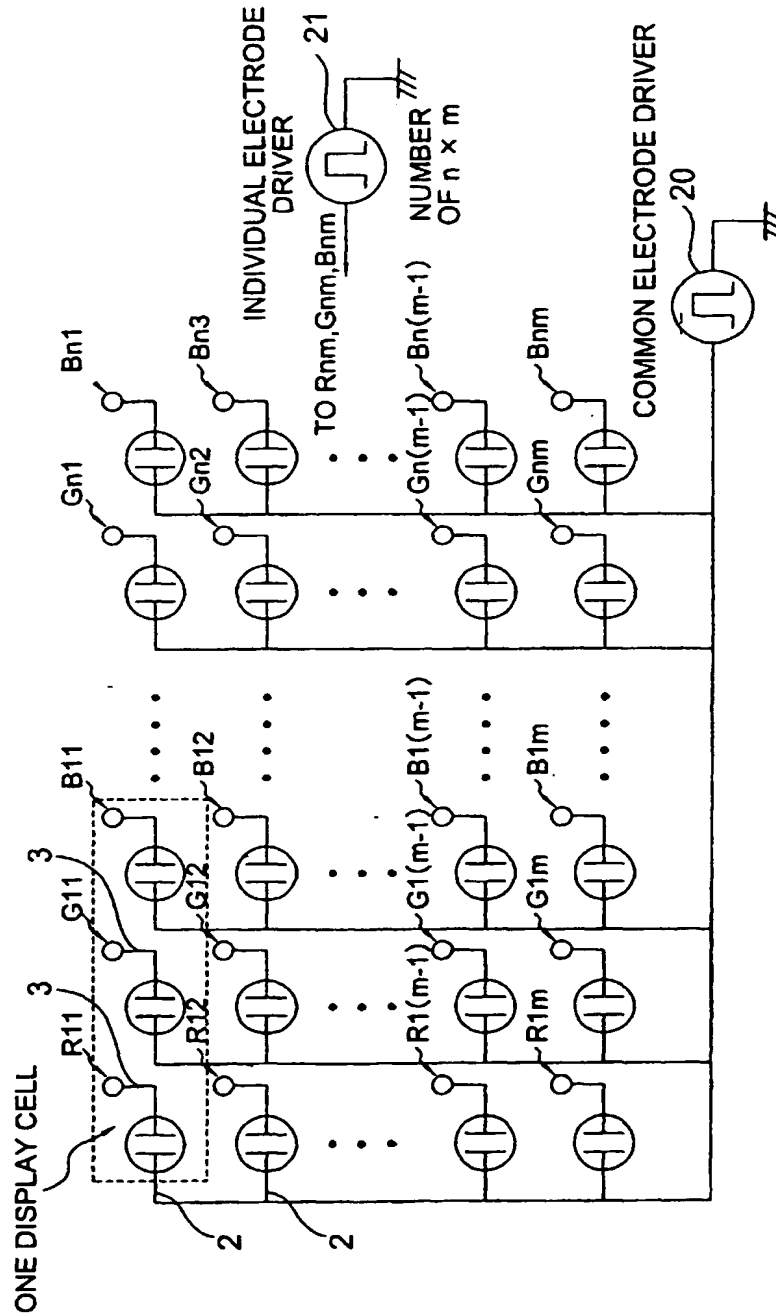 ONE DISPLAY CELL
R11
3
G11
3
B11
Gn1
Bn1
2
R12
G12
B12
Gn2
Bn3
2
INDIVIDUAL ELECTRODE
DRIVER
21
TO Rnm,Gnm,Bnm
NUMBER
OF n × m
R1(m-1)
G1(m-1)
B1(m-1)
Gn(m-1)
Bn(m-1)
R1m
G1m
B1m
Gnm
Bnm
COMMON ELECTRODE DRIVER
20